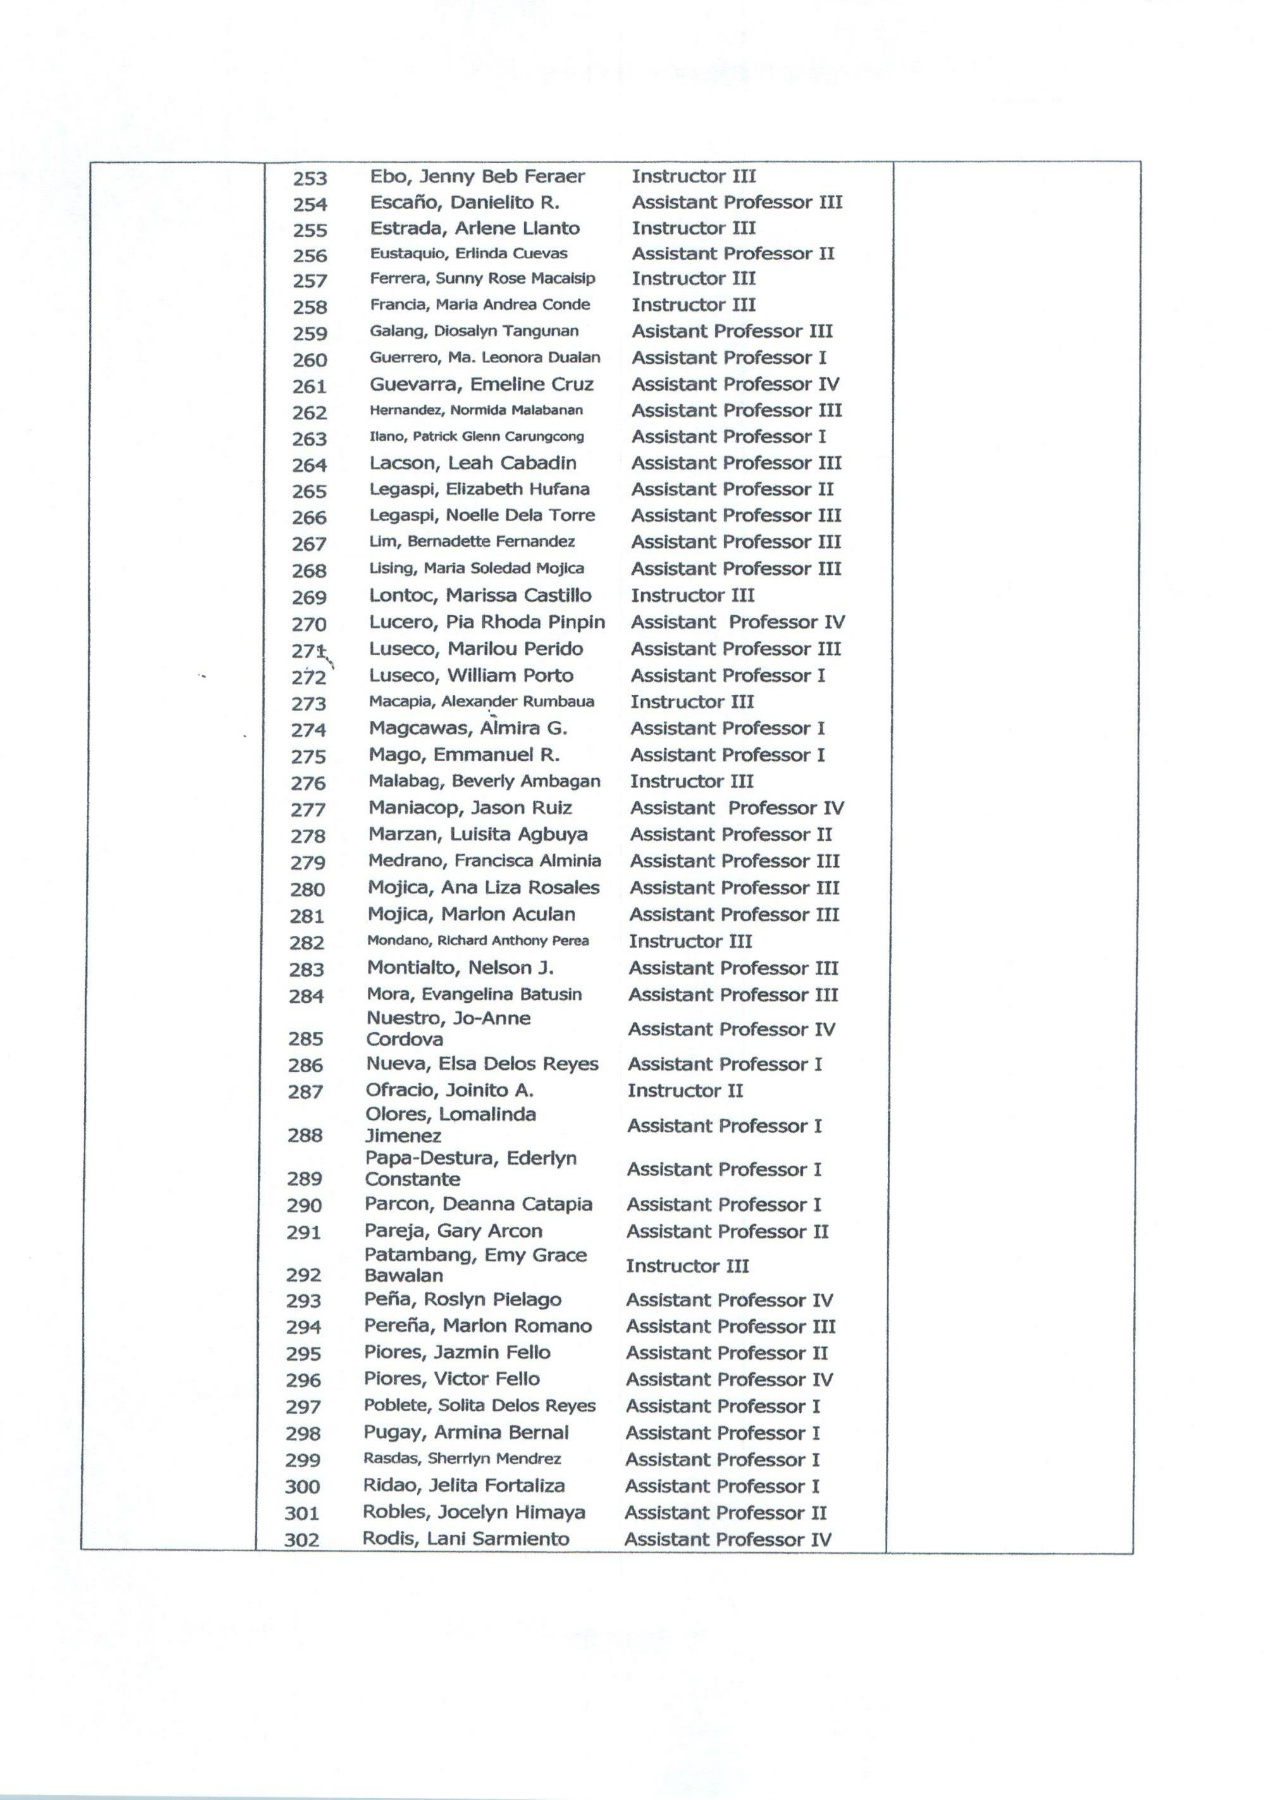 253 Ebo, Jenny Beb Feraer Instructor III
254 Escaño, Danielito R. Assistant Professor III
255 Estrada, Arlene Llanto Instructor III
256 Eustaquio, Erlinda Cuevas Assistant Professor II
257 Ferrera, Sunny Rose Macalsip Instructor III
258 Francia, Maria Andrea Conde Instructor III
259 Galang, Diosalyn Tangunan Asistant Professor III
260 Guerrero, Ma. Leonora Dualan Assistant Professor I
261 Guevarra, Emeline Cruz Assistant Professor IV
262 Hernandez, Normida Malabanan Assistant Professor III
263 Ilano, Patrick Glenn Carungcong Assistant Professor I
264 Lacson, Leah Cabadin Assistant Professor III
265 Legaspi, Elizabeth Hufana Assistant Professor II
266 Legaspi, Noelle Dela Torre Assistant Professor III
267 Lim, Bernadette Fernandez Assistant Professor III
268 Lising, Maria Soledad Mojica Assistant Professor III
269 Lontoc, Marissa Castillo Instructor III
270 Lucero, Pia Rhoda Pinpin Assistant Professor IV
271 Luseco, Marilou Perido Assistant Professor III
272 Luseco, William Porto Assistant Professor I
273 Macapia, Alexander Rumbaua Instructor III
274 Magcawas, Almira G. Assistant Professor I
275 Mago, Emmanuel R. Assistant Professor I
276 Malabag, Beverly Ambagan Instructor III
277 Maniacop, Jason Ruiz Assistant Professor IV
278 Marzan, Luisita Agbuya Assistant Professor II
279 Medrano, Francisca Alminia Assistant Professor III
280 Mojica, Ana Liza Rosales Assistant Professor III
281 Mojica, Marlon Aculan Assistant Professor III
282 Mondano, Richard Anthony Perea Instructor III
283 Montialto, Nelson J. Assistant Professor III
284 Mora, Evangelina Batusin Assistant Professor III
285 Nuestro, Jo-Anne
Cordova Assistant Professor IV
286 Nueva, Elsa Delos Reyes Assistant Professor I
287 Ofracio, Joinito A. Instructor II
288 Olores, Lomalinda
Jimenez Assistant Professor I
289 Papa-Destura, Ederlyn
Constante Assistant Professor I
290 Parcon, Deanna Catapia Assistant Professor I
291 Pareja, Gary Arcon Assistant Professor II
292 Patambang, Emy Grace
Bawalan Instructor III
293 Peña, Roslyn Pielago Assistant Professor IV
294 Pereña, Marlon Romano Assistant Professor III
295 Piores, Jazmin Fello Assistant Professor II
296 Piores, Victor Fello Assistant Professor IV
297 Poblete, Solita Delos Reyes Assistant Professor I
298 Pugay, Armina Bernal Assistant Professor I
299 Rasdas, Sherrlyn Mendrez Assistant Professor I
300 Ridao, Jelita Fortaliza Assistant Professor I
301 Robles, Jocelyn Himaya Assistant Professor II
302 Rodis, Lani Sarmiento Assistant Professor IV